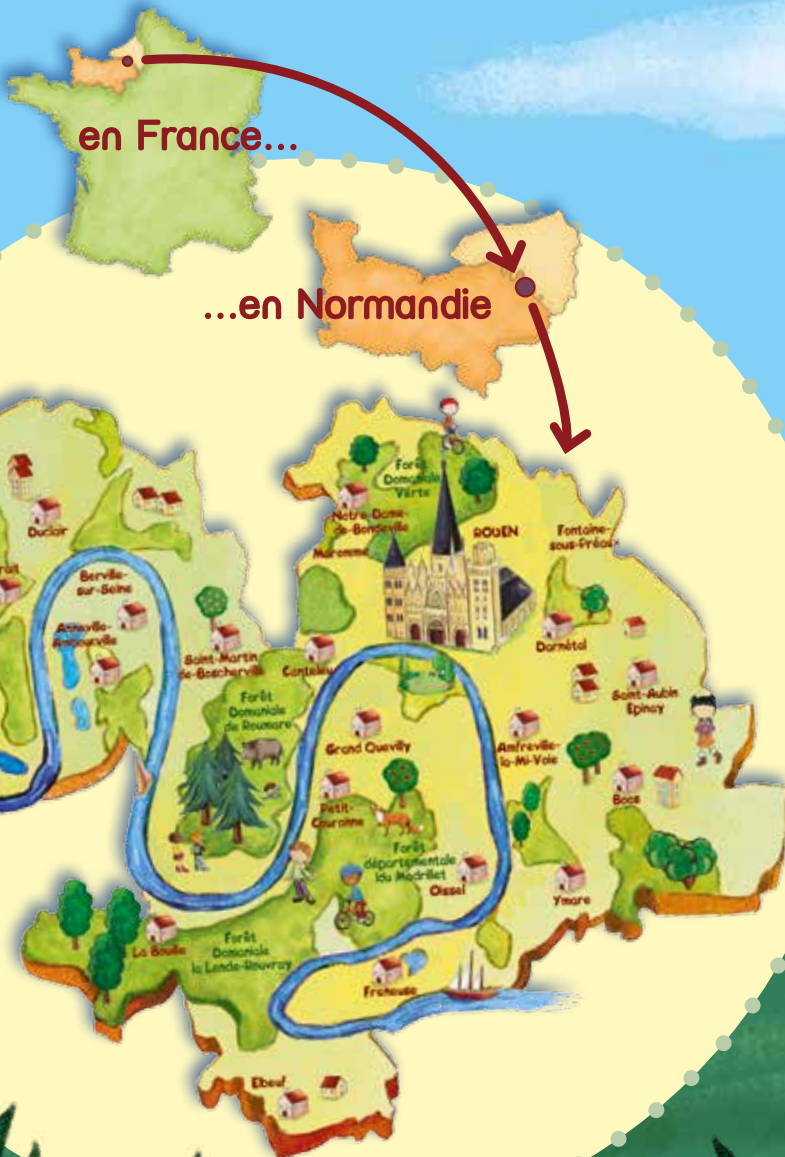 en France...
...en Normandie
Forêt
Domaniale
Verte
Notre-Dame-
de-Bondeville
Maromme
ROUEN
Fontaine-
sous-Préaux
Duclair
Berville-
sur-Seine
Anneville-
Ambourville
Saint-Martin
de-Boscherville
Canteleu
Darnétal
Forêt
Domaniale
de Roumare
Saint-Aubin
Epinay
Grand Quevilly
Amfreville-
la-Mi-Voie
Petit-
Couronne
Boos
Forêt
départementale
du Madrillet
Oissel
Ymare
La Bouille
Forêt
Domaniale
la Londe-Rouvray
Freneuse
Elbeuf